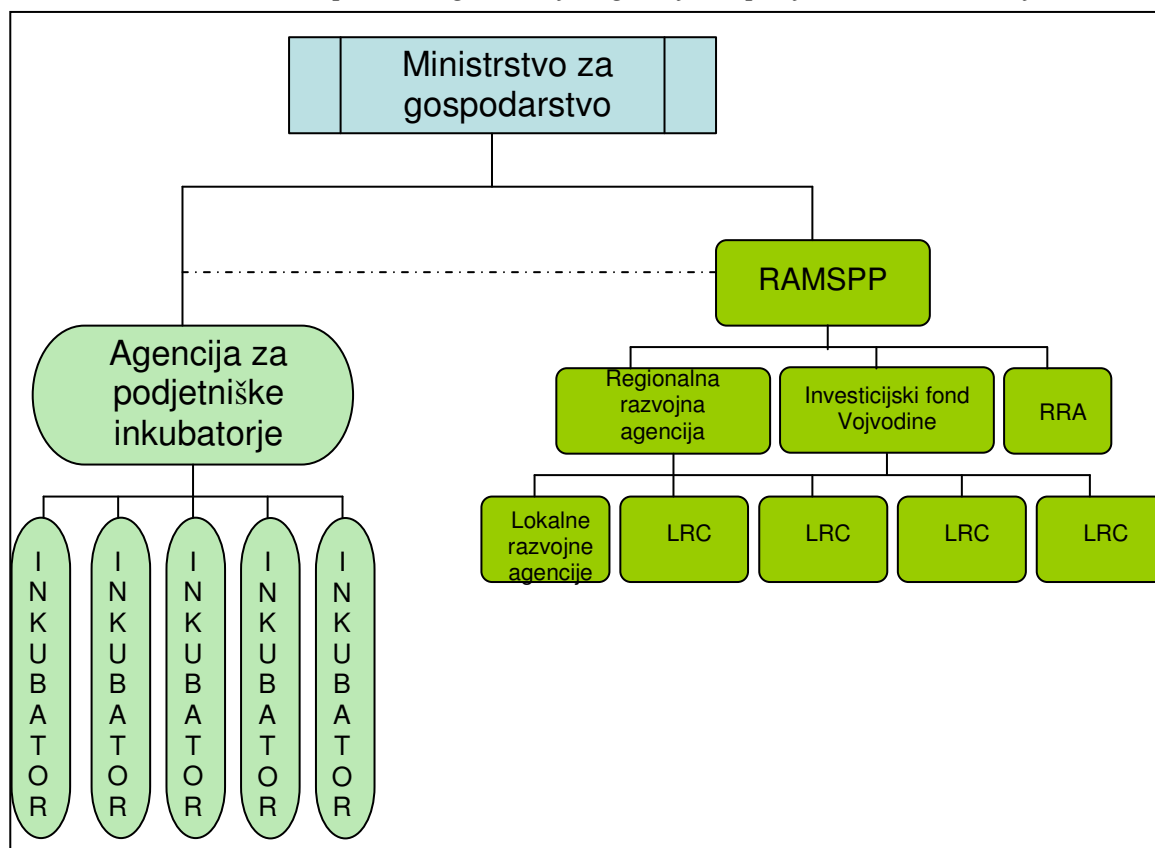 Ministrstvo za
gospodarstvo
RAMSPP
Agencija za
podjetniške
inkubatorje
Regionalna
razvojna
agencija
Investicijski fond
Vojvodine
RRA
Lokalne
razvojne
agencije
LRC
LRC
LRC
LRC
INKUBATOR
INKUBATOR
INKUBATOR
INKUBATOR
INKUBATOR